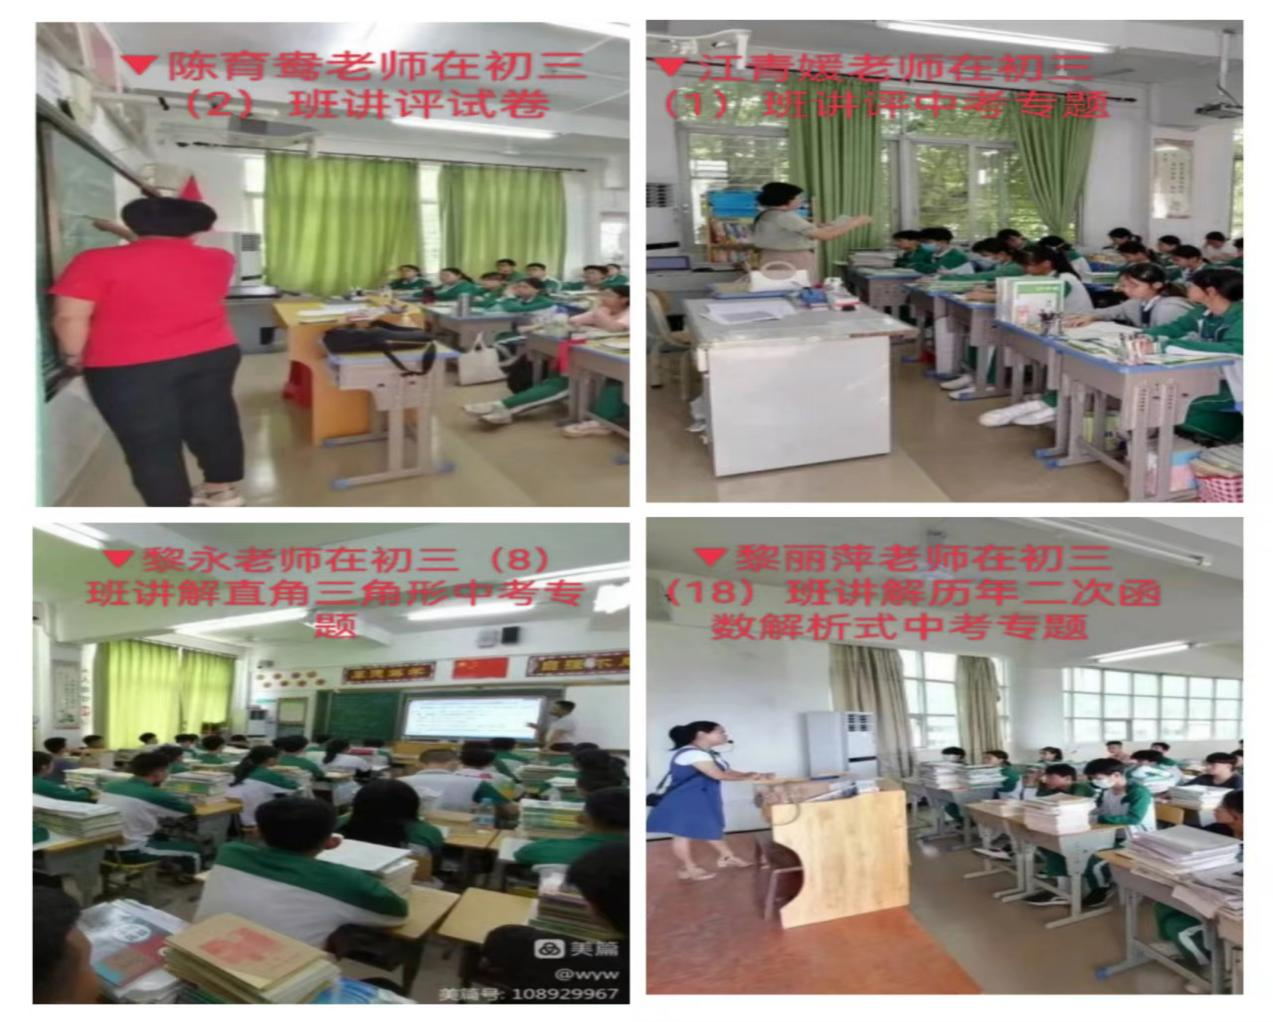 ▼陈育鸯老师在初三
（2）班讲评试卷
▼江青媛老师在初三
（1）班讲评中考专题
▼黎永老师在初三（8）
班讲解直角三角形中考专
题
美篇
@wyw
美篇号: 108929967
▼黎丽萍老师在初三
（18）班讲解历年二次函
数解析式中考专题